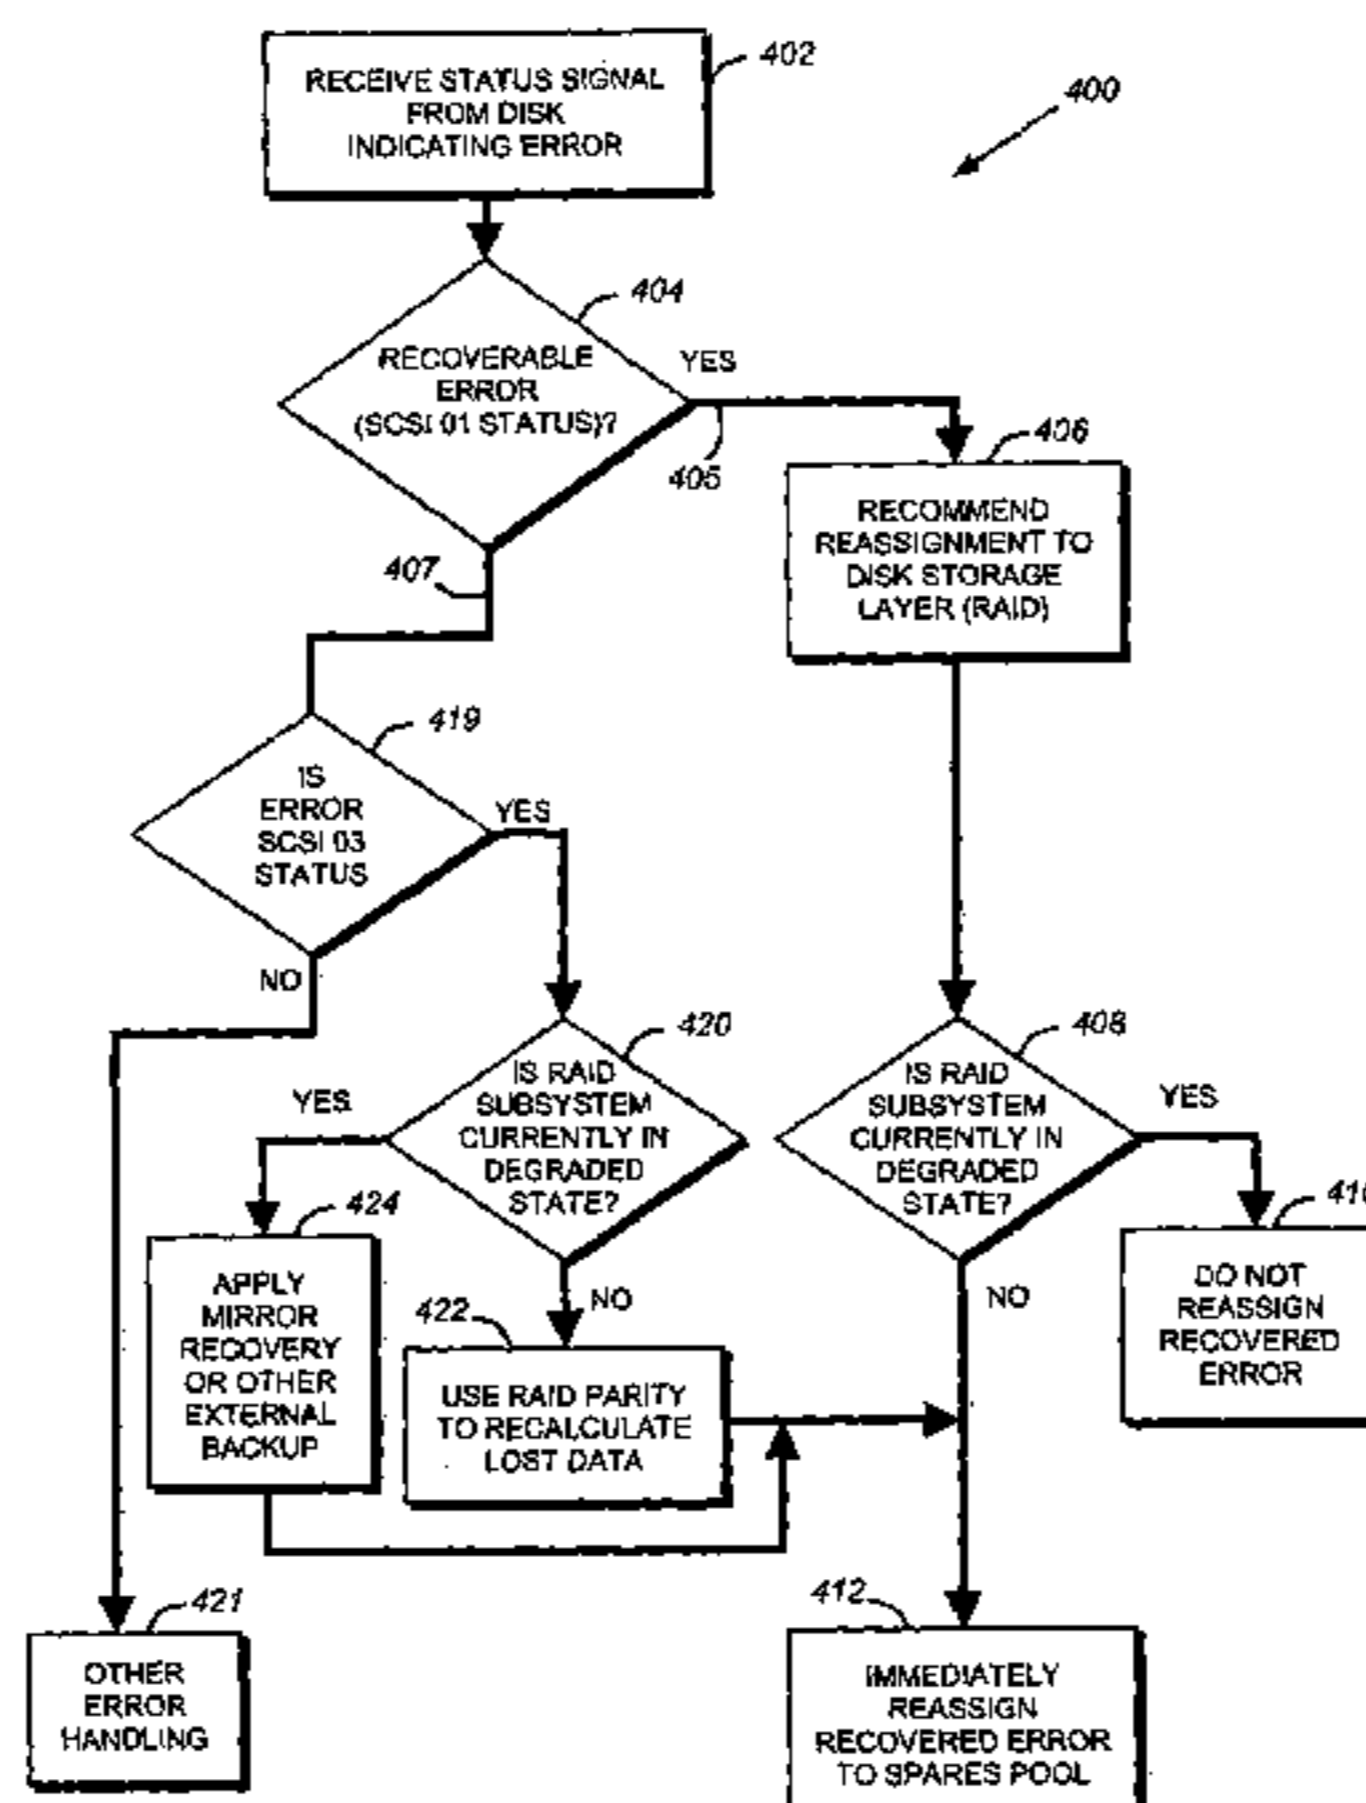 RECEIVE STATUS SIGNAL
FROM DISK
INDICATING ERROR
402
400
404
RECOVERABLE
ERROR
(SCSI 01 STATUS)?
YES
405
406
RECOMMEND
REASSIGNMENT TO
DISK STORAGE
LAYER (RAID)
407
419
IS
ERROR
SCSI 03
STATUS
YES
NO
420
IS RAID
SUBSYSTEM
CURRENTLY IN
DEGRADED
STATE?
YES
NO
408
IS RAID
SUBSYSTEM
CURRENTLY IN
DEGRADED
STATE?
YES
NO
424
APPLY
MIRROR
RECOVERY
OR OTHER
EXTERNAL
BACKUP
422
USE RAID PARITY
TO RECALCULATE
LOST DATA
DO NOT
REASSIGN
RECOVERED
ERROR
421
OTHER
ERROR
HANDLING
412
IMMEDIATELY
REASSIGN
RECOVERED ERROR
TO SPARES POOL